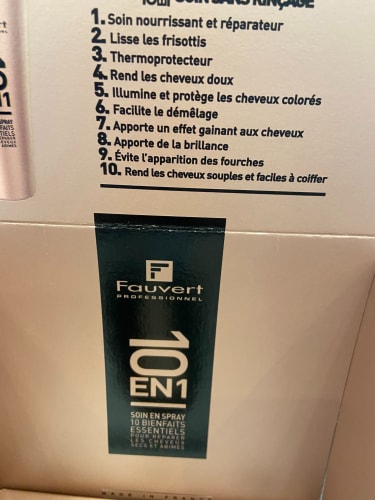 SOIN SANS RINÇAGE
1. Soin nourrissant et réparateur
2. Lisse les frisottis
3. Thermoprotecteur
4. Rend les cheveux doux
5. Illumine et protège les cheveux colorés
6. Facilite le démêlage
7. Apporte un effet gainant aux cheveux
8. Apporte de la brillance
9. Évite l'apparition des fourches
10. Rend les cheveux souples et faciles à coiffer
F
Fauvert
PROFESSIONNEL
10
EN1
SOIN EN SPRAY
10 BIENFAITS
ESSENTIELS
POUR RÉPARER
LES CHEVEUX
SECS ET ABÎMÉS
MADE IN FRANCE